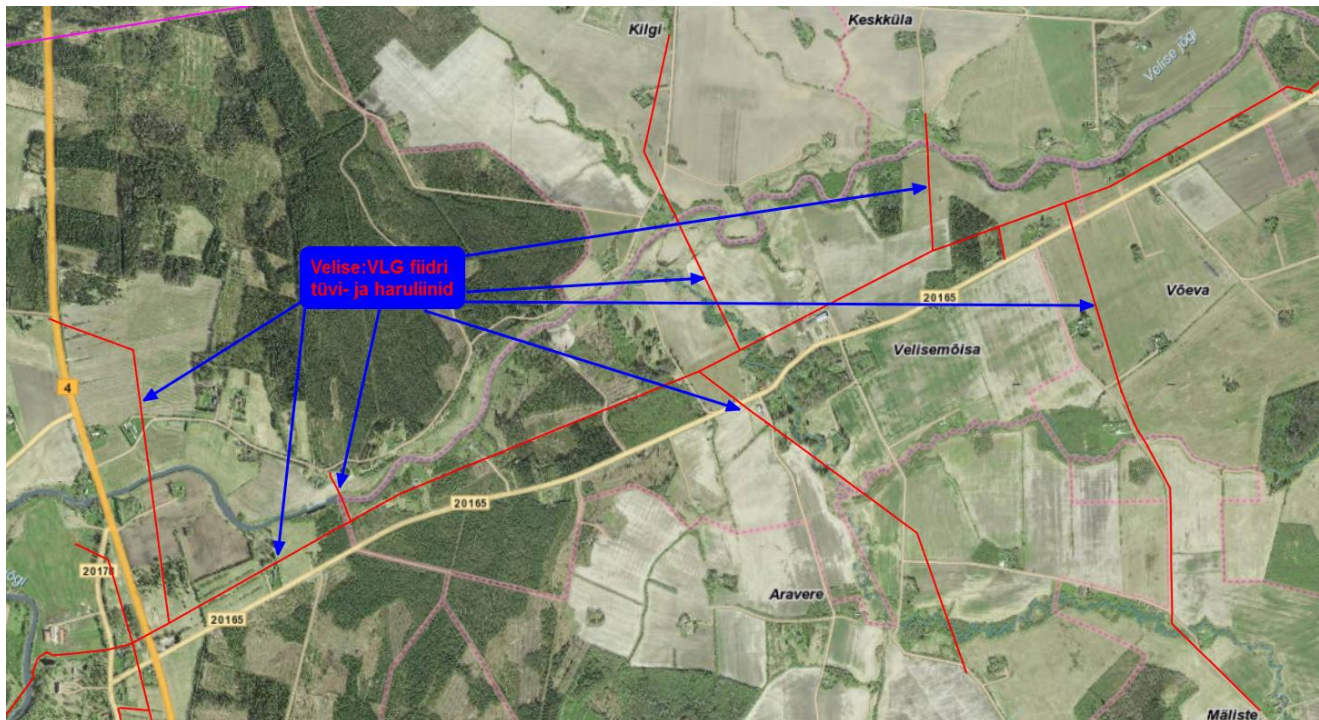 Kilgi
Keskküla
Velise jõgi
Velise:VLG fiidri
tüvi- ja haruliinid
20165
Võeva
Velisemõisa
4
20165
20178
jõgi
20165
Aravere
Mäliste